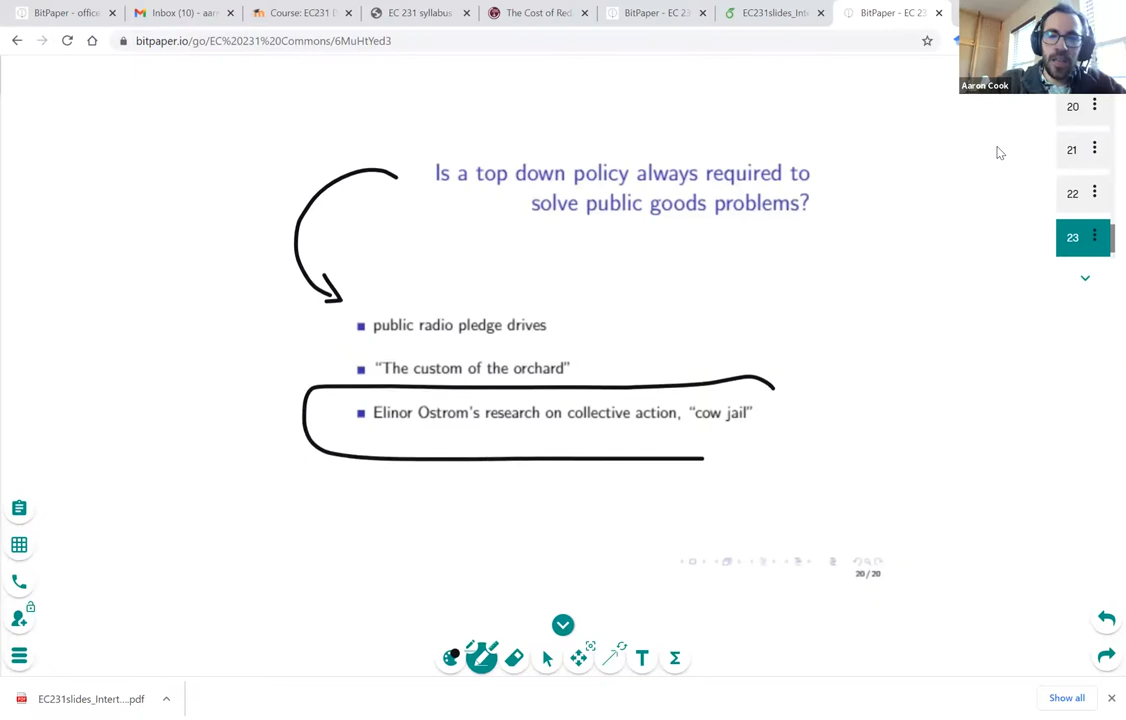 BitPaper - office
Inbox (10) - aar
Course: EC231 (
EC 231 syllabus
The Cost of Red
BitPaper - EC 23
EC231slides_Int
BitPaper - EC 23
bitpaper.io/go/EC%20231%20Commons/6MuHtYed3
Aaron Cook
20
21
22
23
Is a top down policy always required to
solve public goods problems?
public radio pledge drives
“The custom of the orchard”
Elinor Ostrom's research on collective action, “cow jail”
20/20
T
Σ
EC231slides_Intert....pdf
Show all